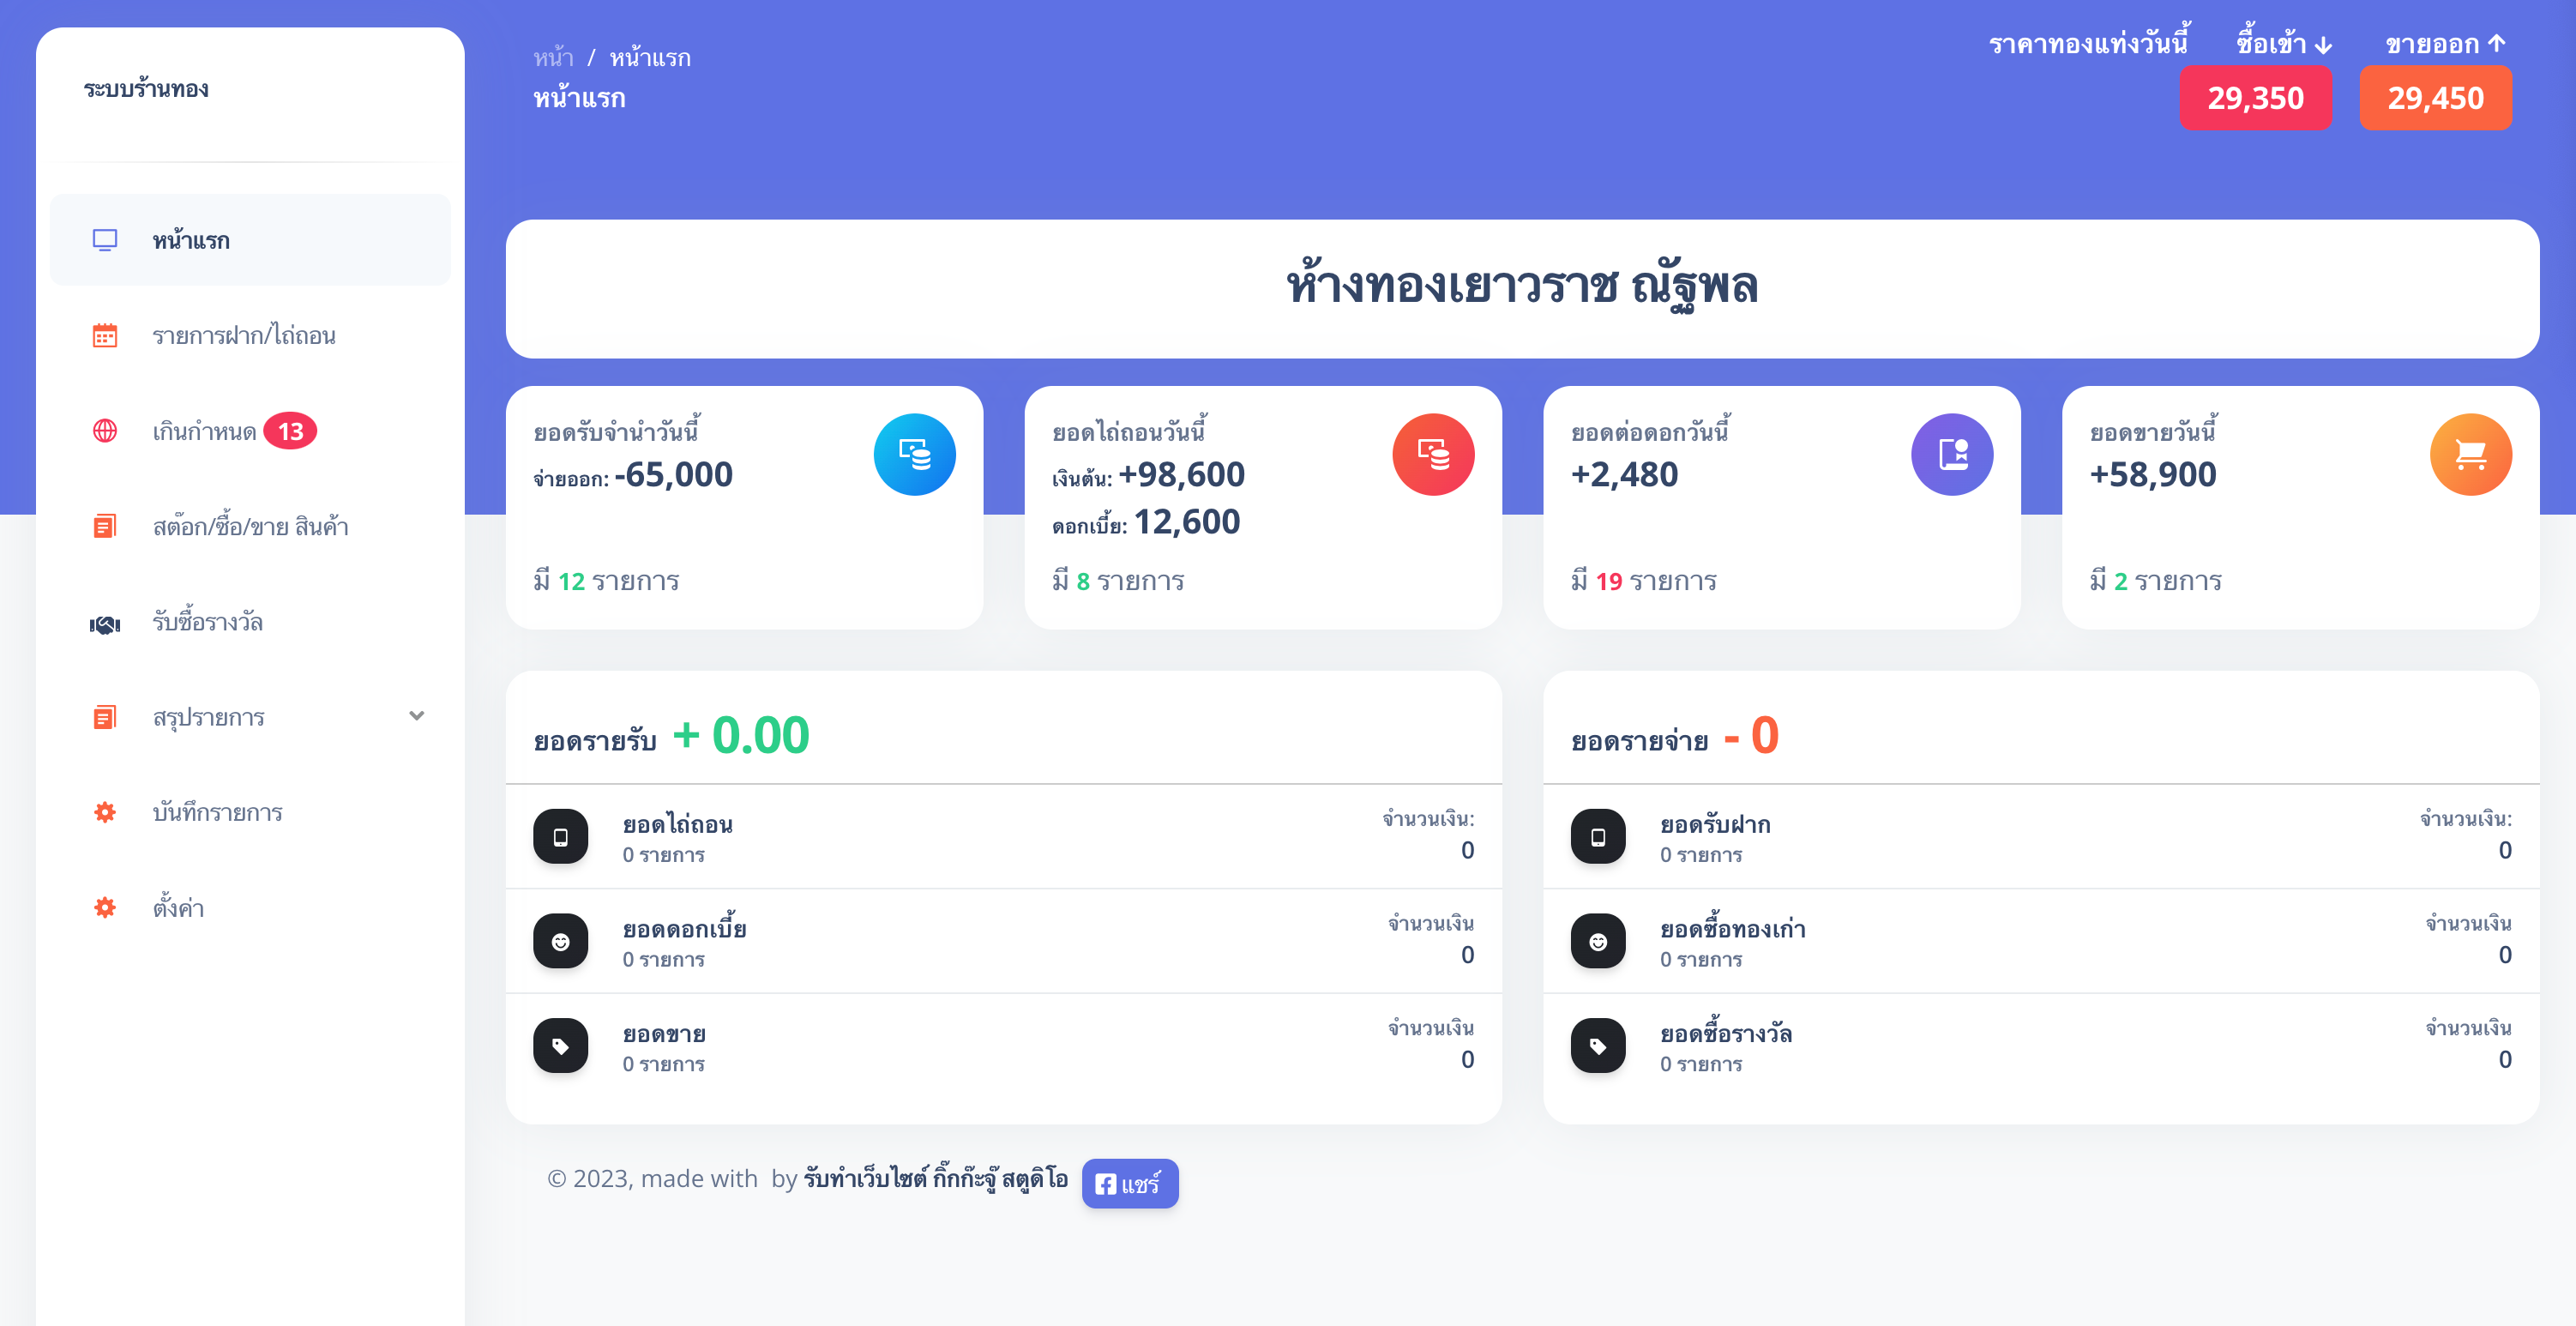 ระบบร้านทอง
หน้าแรก
รายการฝาก/ไถ่ถอน
เกินกำหนด 13
สต๊อก/ซื้อ/ขาย สินค้า
รับซื้อรางวัล
สรุปรายการ
บันทึกรายการ
ตั้งค่า
หน้า / หน้าแรก
หน้าแรก
ราคาทองแท่งวันนี้ ซื้อเข้า ขายออก
29,350 29,450
ห้างทองเยาวราช ณัฐพล
ยอดรับจำนำวันนี้
จ่ายออก: -65,000
มี 12 รายการ
ยอดไถ่ถอนวันนี้
เงินต้น: +98,600
ดอกเบี้ย: 12,600
มี 8 รายการ
ยอดต่อดอกวันนี้
+2,480
มี 19 รายการ
ยอดขายวันนี้
+58,900
มี 2 รายการ
ยอดรายรับ + 0.00
ยอดไถ่ถอน
0 รายการ
จำนวนเงิน:
0
ยอดดอกเบี้ย
0 รายการ
จำนวนเงิน
0
ยอดขาย
0 รายการ
จำนวนเงิน
0
ยอดรายจ่าย - 0
ยอดรับฝาก
0 รายการ
จำนวนเงิน:
0
ยอดซื้อทองเก่า
0 รายการ
จำนวนเงิน
0
ยอดซื้อรางวัล
0 รายการ
จำนวนเงิน
0
© 2023, made with by รับทำเว็บไซต์ กิ๊กก๊ะจู๊ สตูดิโอ แชร์